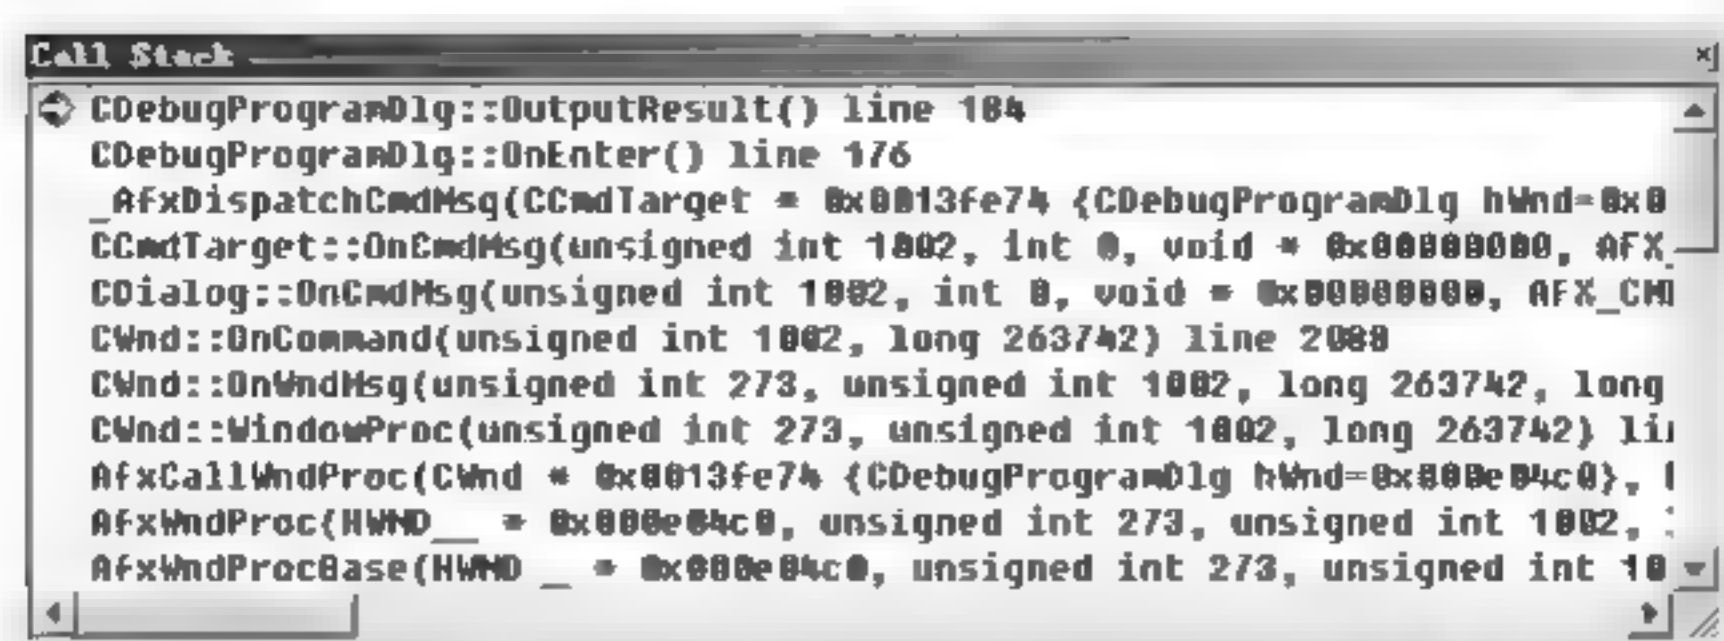 Call Stack
CDebugProgramDlg::OutputResult() line 184
CDebugProgramDlg::OnEnter() line 176
_AfxDispatchCmdMsg(CCmdTarget * 0x0013fe74 {CDebugProgramDlg hWnd=0x0
CCmdTarget::OnCmdMsg(unsigned int 1002, int 0, void * 0x00000000, AFX_
CDialog::OnCmdMsg(unsigned int 1002, int 0, void * 0x00000000, AFX_CM
CWnd::OnCommand(unsigned int 1002, long 263742) line 2088
CWnd::OnWndMsg(unsigned int 273, unsigned int 1002, long 263742, long
CWnd::WindowProc(unsigned int 273, unsigned int 1002, long 263742) li
AfxCallWndProc(CWnd * 0x0013fe74 {CDebugProgramDlg hWnd=0x000e04c0},
AfxWndProc(HWND__ * 0x000e04c0, unsigned int 273, unsigned int 1002,
AfxWndProcBase(HWND__ * 0x000e04c0, unsigned int 273, unsigned int 10